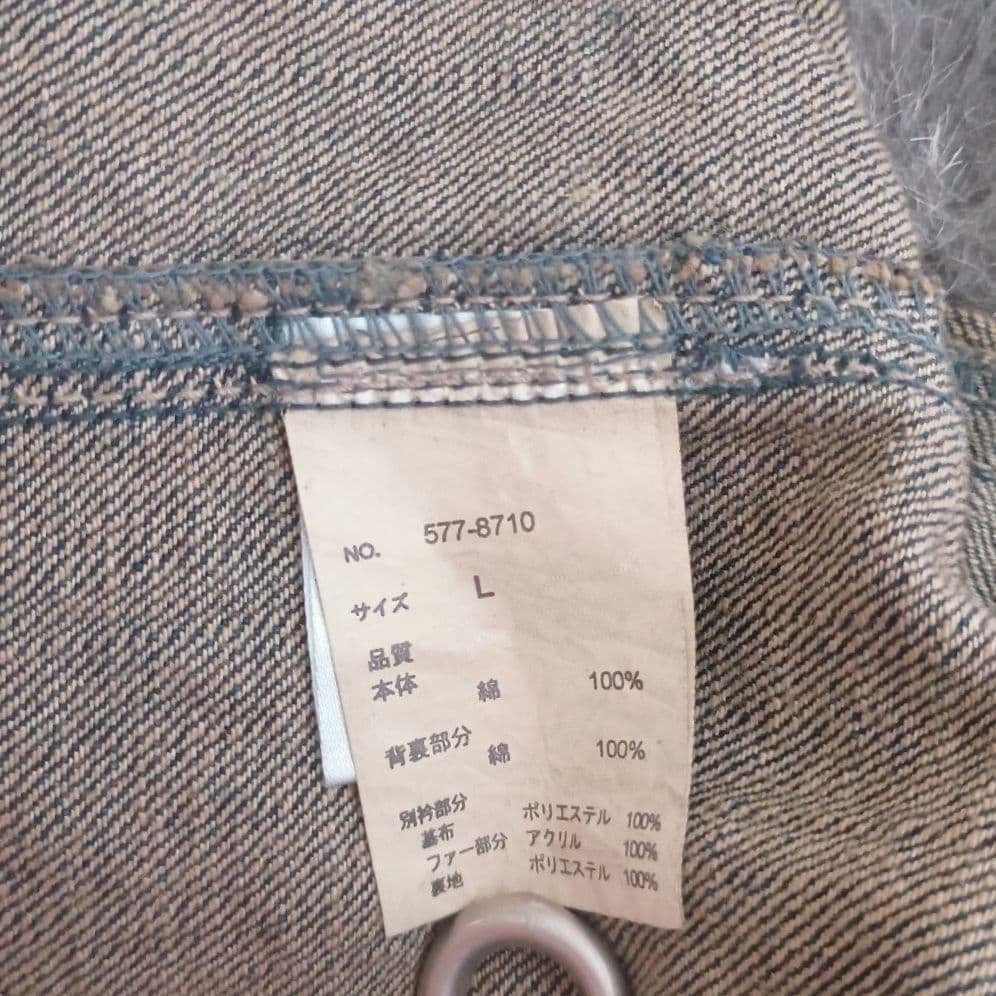 NO. 577-8710
サイズ L
品質
本体 綿 100%
背裏部分 綿 100%
別衿部分
基布 ポリエステル 100%
ファー部分 アクリル 100%
裏地 ポリエステル 100%